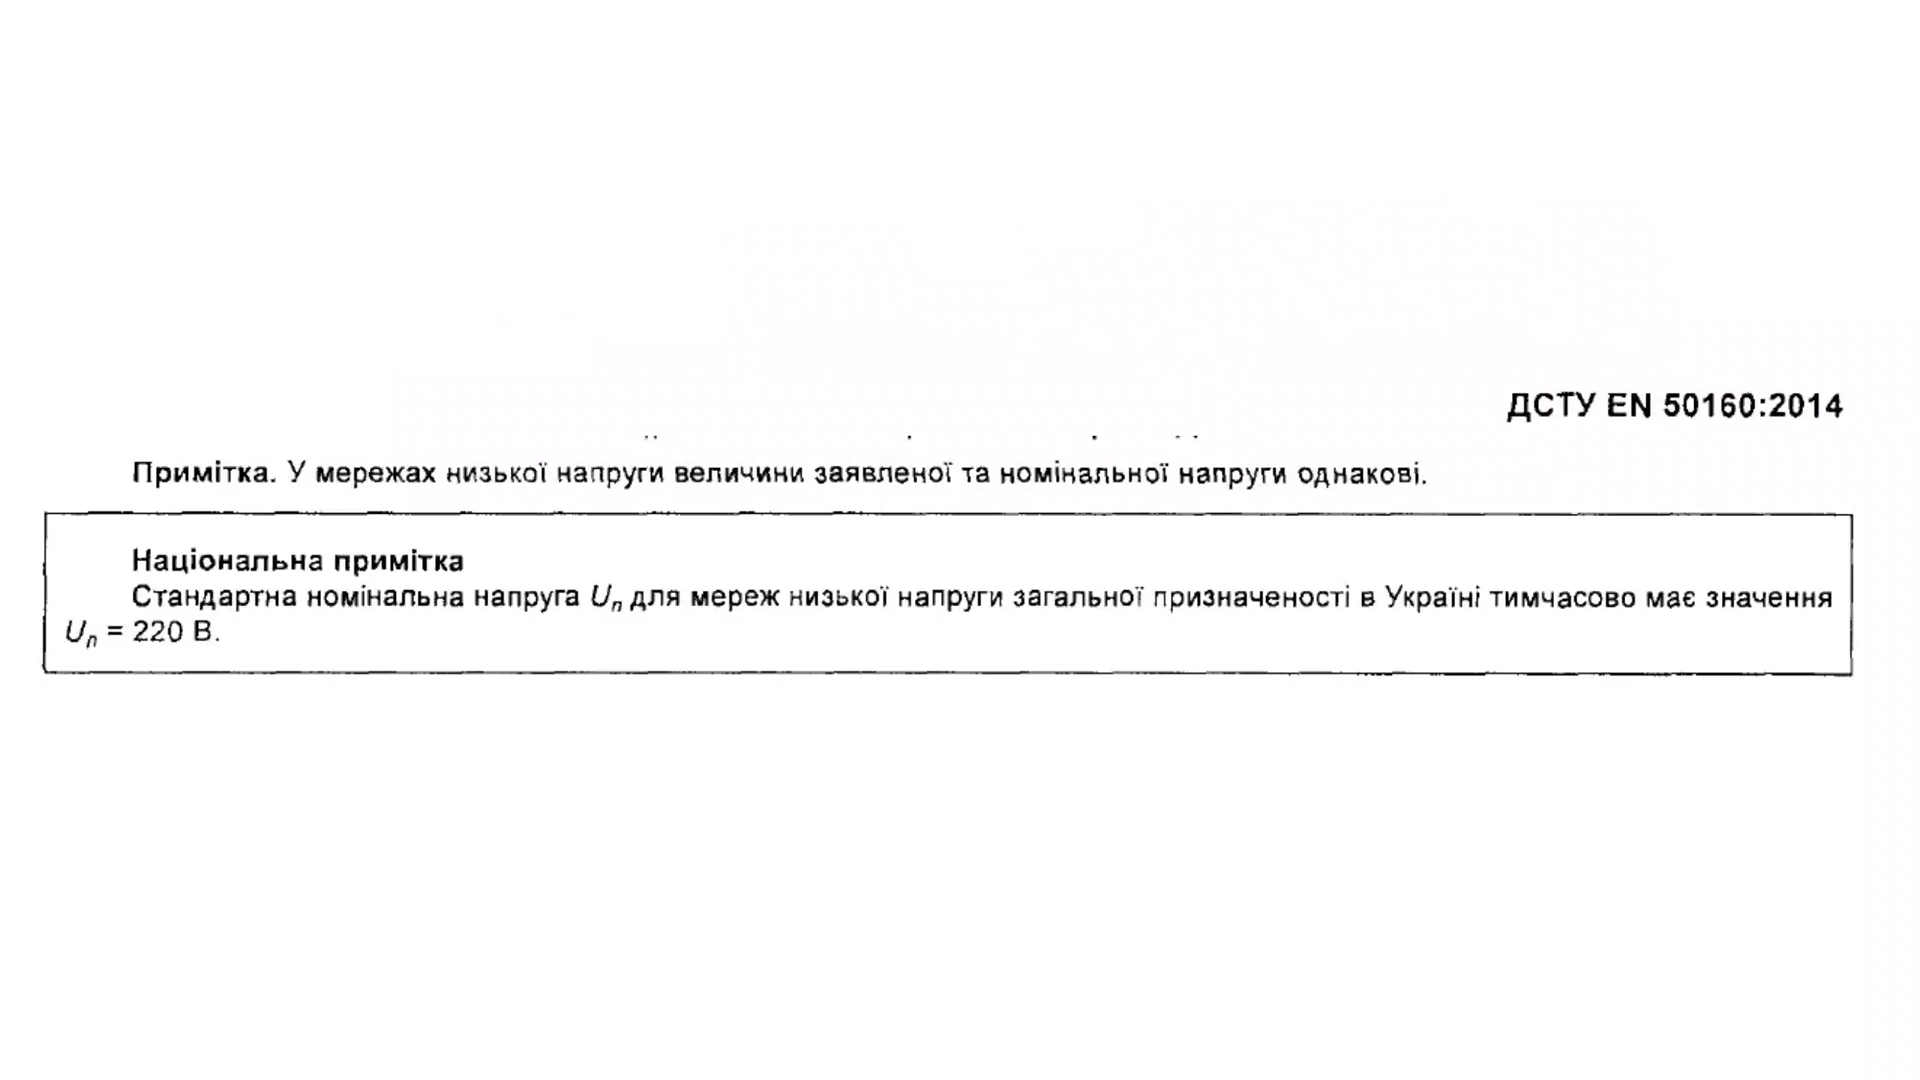 ДСТУ EN 50160:2014
Примітка. У мережах низької напруги величини заявленої та номінальної напруги однакові.
Національна примітка
Стандартна номінальна напруга Un для мереж низької напруги загальної призначеності в Україні тимчасово має значення
Un = 220 В.